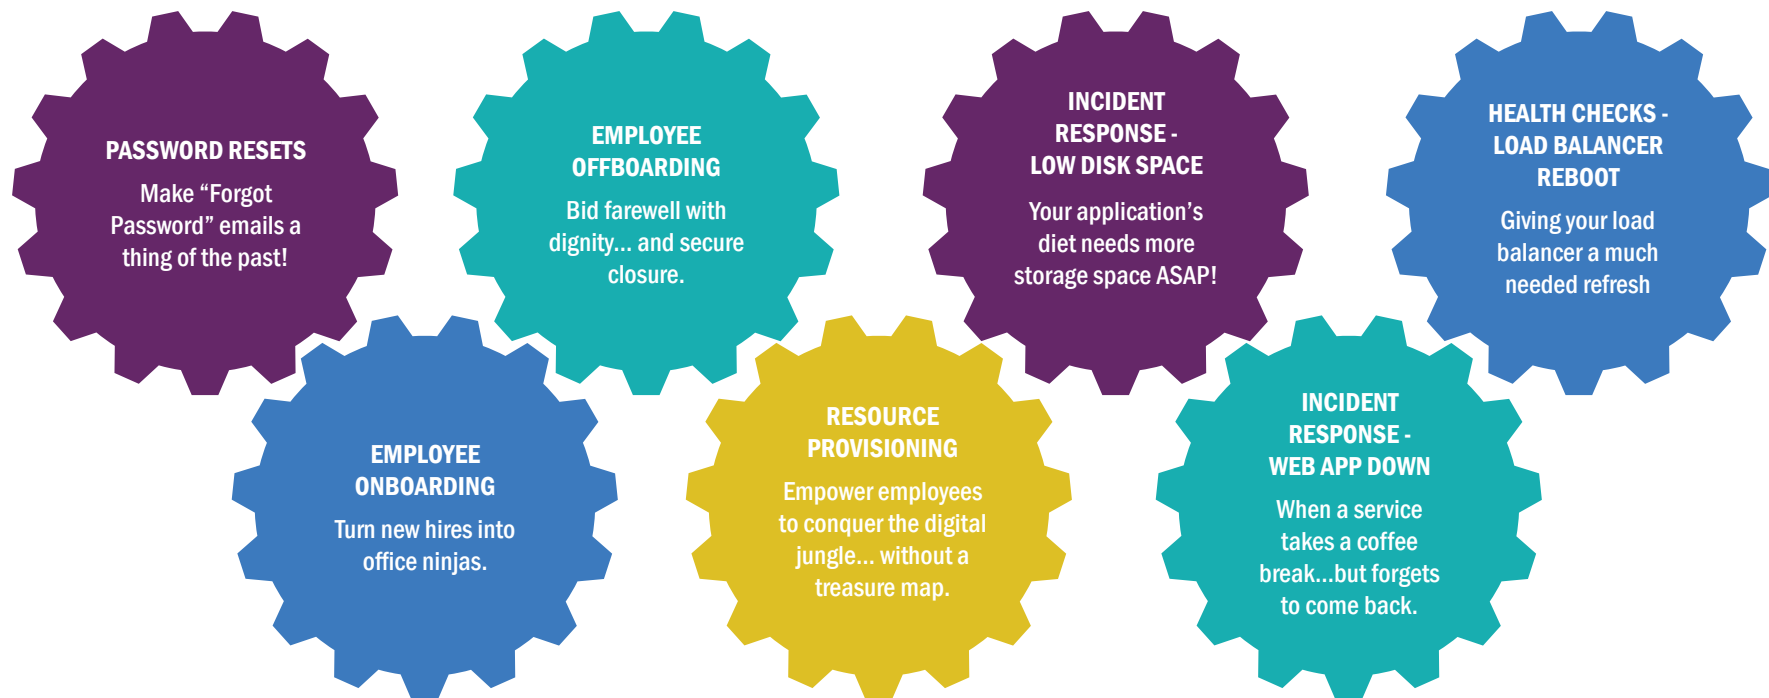 PASSWORD RESETS
Make “Forgot
Password” emails a
thing of the past!
EMPLOYEE
OFFBOARDING
Bid farewell with
dignity... and secure
closure.
INCIDENT
RESPONSE -
LOW DISK SPACE
Your application’s
diet needs more
storage space ASAP!
HEALTH CHECKS -
LOAD BALANCER
REBOOT
Giving your load
balancer a much
needed refresh
EMPLOYEE
ONBOARDING
Turn new hires into
office ninjas.
RESOURCE
PROVISIONING
Empower employees
to conquer the digital
jungle... without a
treasure map.
INCIDENT
RESPONSE -
WEB APP DOWN
When a service
takes a coffee
break...but forgets
to come back.